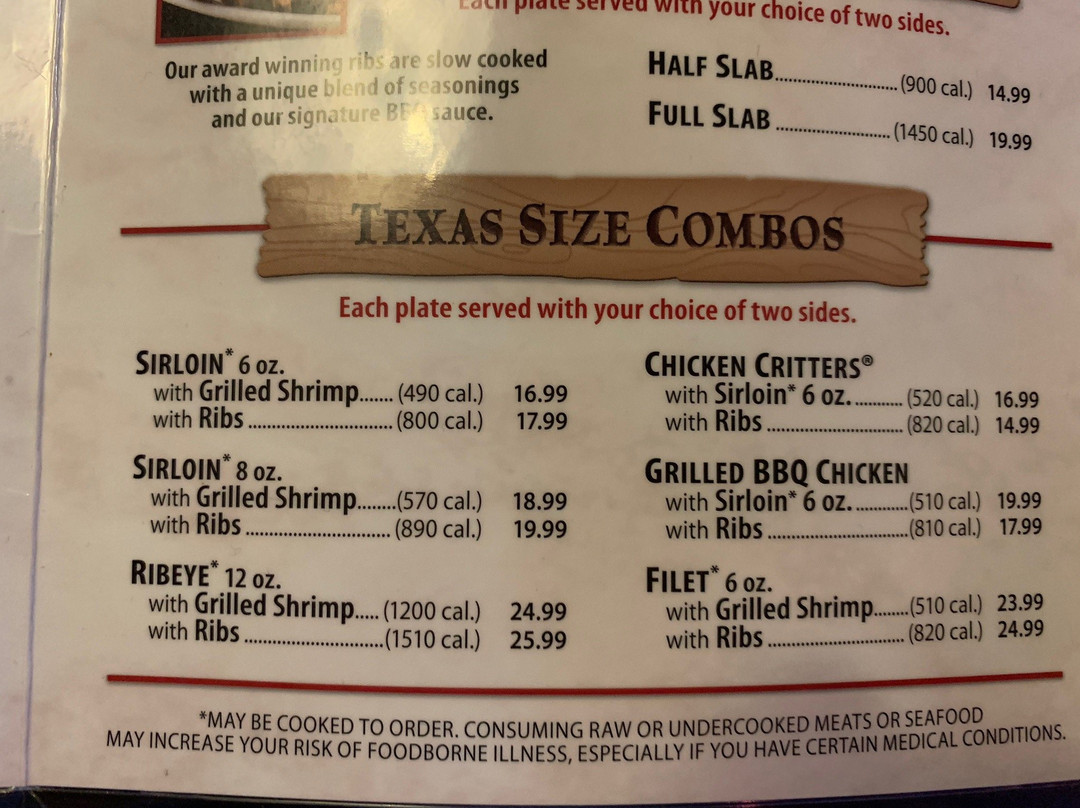 Each plate served with your choice of two sides.
Our award winning ribs are slow cooked
with a unique blend of seasonings
and our signature BBQ sauce.
HALF SLAB.............................. (900 cal.) 14.99
FULL SLAB ............................ (1450 cal.) 19.99
TEXAS SIZE COMBOS
Each plate served with your choice of two sides.
SIRLOIN* 6 OZ.
with Grilled Shrimp....... (490 cal.) 16.99
with Ribs ................................ (800 cal.) 17.99
SIRLOIN* 8 OZ.
with Grilled Shrimp........(570 cal.) 18.99
with Ribs ................................ (890 cal.) 19.99
RIBEYE* 12 OZ.
with Grilled Shrimp..... (1200 cal.) 24.99
with Ribs ...............................(1510 cal.) 25.99
CHICKEN CRITTERS®
with Sirloin* 6 oz............ (520 cal.) 16.99
with Ribs ............................... (820 cal.) 14.99
GRILLED BBQ CHICKEN
with Sirloin* 6 oz.............(510 cal.) 19.99
with Ribs ................................(810 cal.) 17.99
FILET* 6 OZ.
with Grilled Shrimp........(510 cal.) 23.99
with Ribs ............................... (820 cal.) 24.99
*MAY BE COOKED TO ORDER. CONSUMING RAW OR UNDERCOOKED MEATS OR SEAFOOD
MAY INCREASE YOUR RISK OF FOODBORNE ILLNESS, ESPECIALLY IF YOU HAVE CERTAIN MEDICAL CONDITIONS.